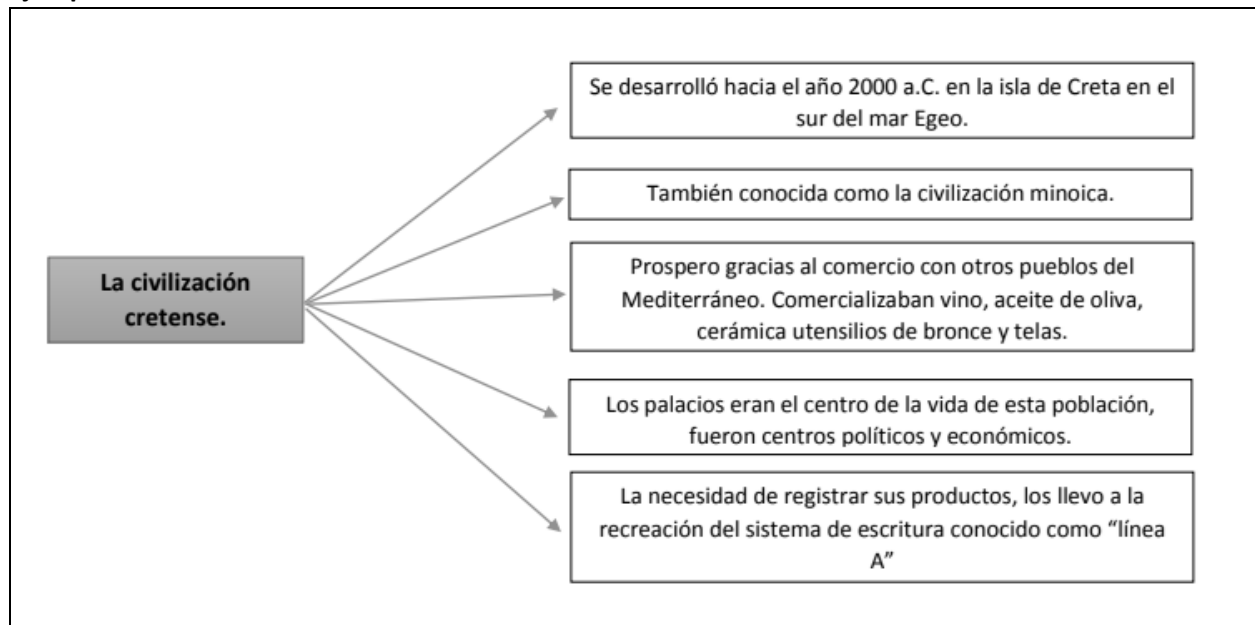 La civilización
cretense.
Se desarrolló hacia el año 2000 a.C. en la isla de Creta en el
sur del mar Egeo.
También conocida como la civilización minoica.
Prospero gracias al comercio con otros pueblos del
Mediterráneo. Comercializaban vino, aceite de oliva,
cerámica utensilios de bronce y telas.
Los palacios eran el centro de la vida de esta población,
fueron centros políticos y económicos.
La necesidad de registrar sus productos, los llevo a la
recreación del sistema de escritura conocido como “línea
A”